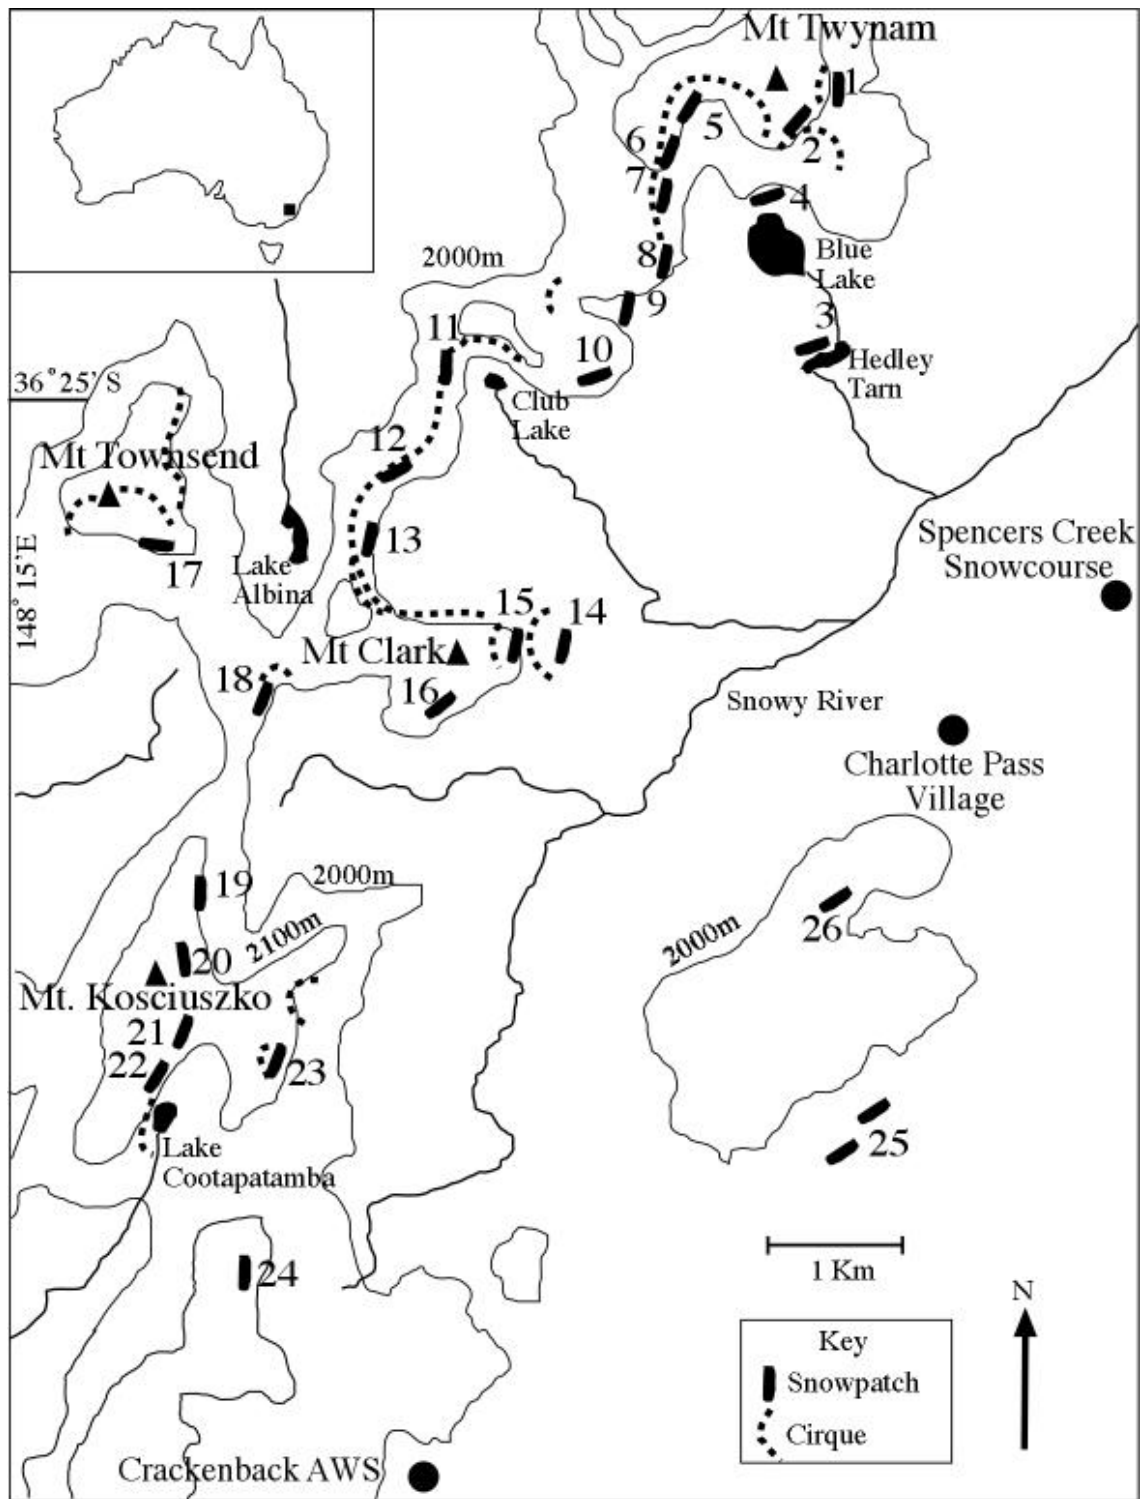 Mt Twynam
1
5
2
6
7
4
8
Blue
Lake
2000m
9
3
11
10
Hedley
Tarn
36°25'S
Club
Lake
12
Mt Townsend
13
Spencers Creek
Snowcourse
17
Lake
Albina
148° 15'E
15
14
Mt Clark
18
16
Snowy River
Charlotte Pass
Village
19
2000m
2100m
26
2000m
20
Mt. Kosciuszko
21
22
23
Lake
Cootapatamba
25
24
1 Km
N
Key
Snowpatch
Cirque
Crackenback AWS